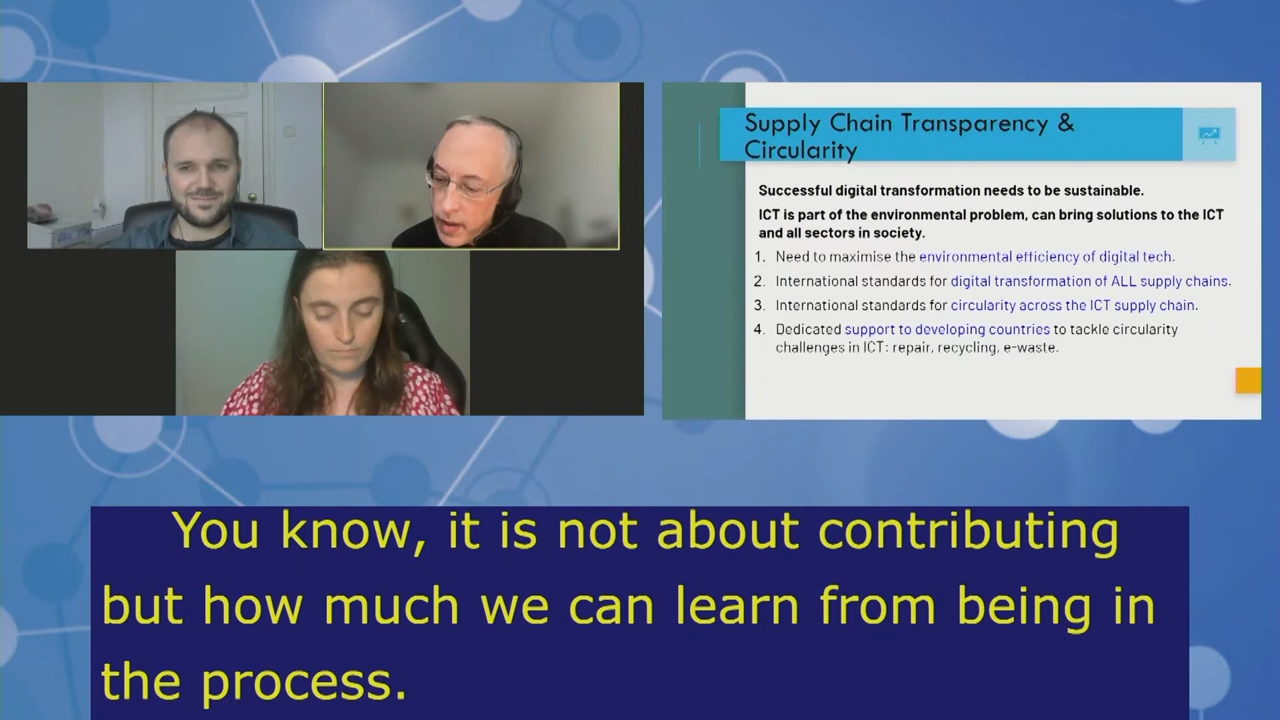 Supply Chain Transparency &
Circularity
Successful digital transformation needs to be sustainable.
ICT is part of the environmental problem, can bring solutions to the ICT
and all sectors in society.
1. Need to maximise the environmental efficiency of digital tech.
2. International standards for digital transformation of ALL supply chains.
3. International standards for circularity across the ICT supply chain.
4. Dedicated support to developing countries to tackle circularity
challenges in ICT: repair, recycling, e-waste.
You know, it is not about contributing
but how much we can learn from being in
the process.